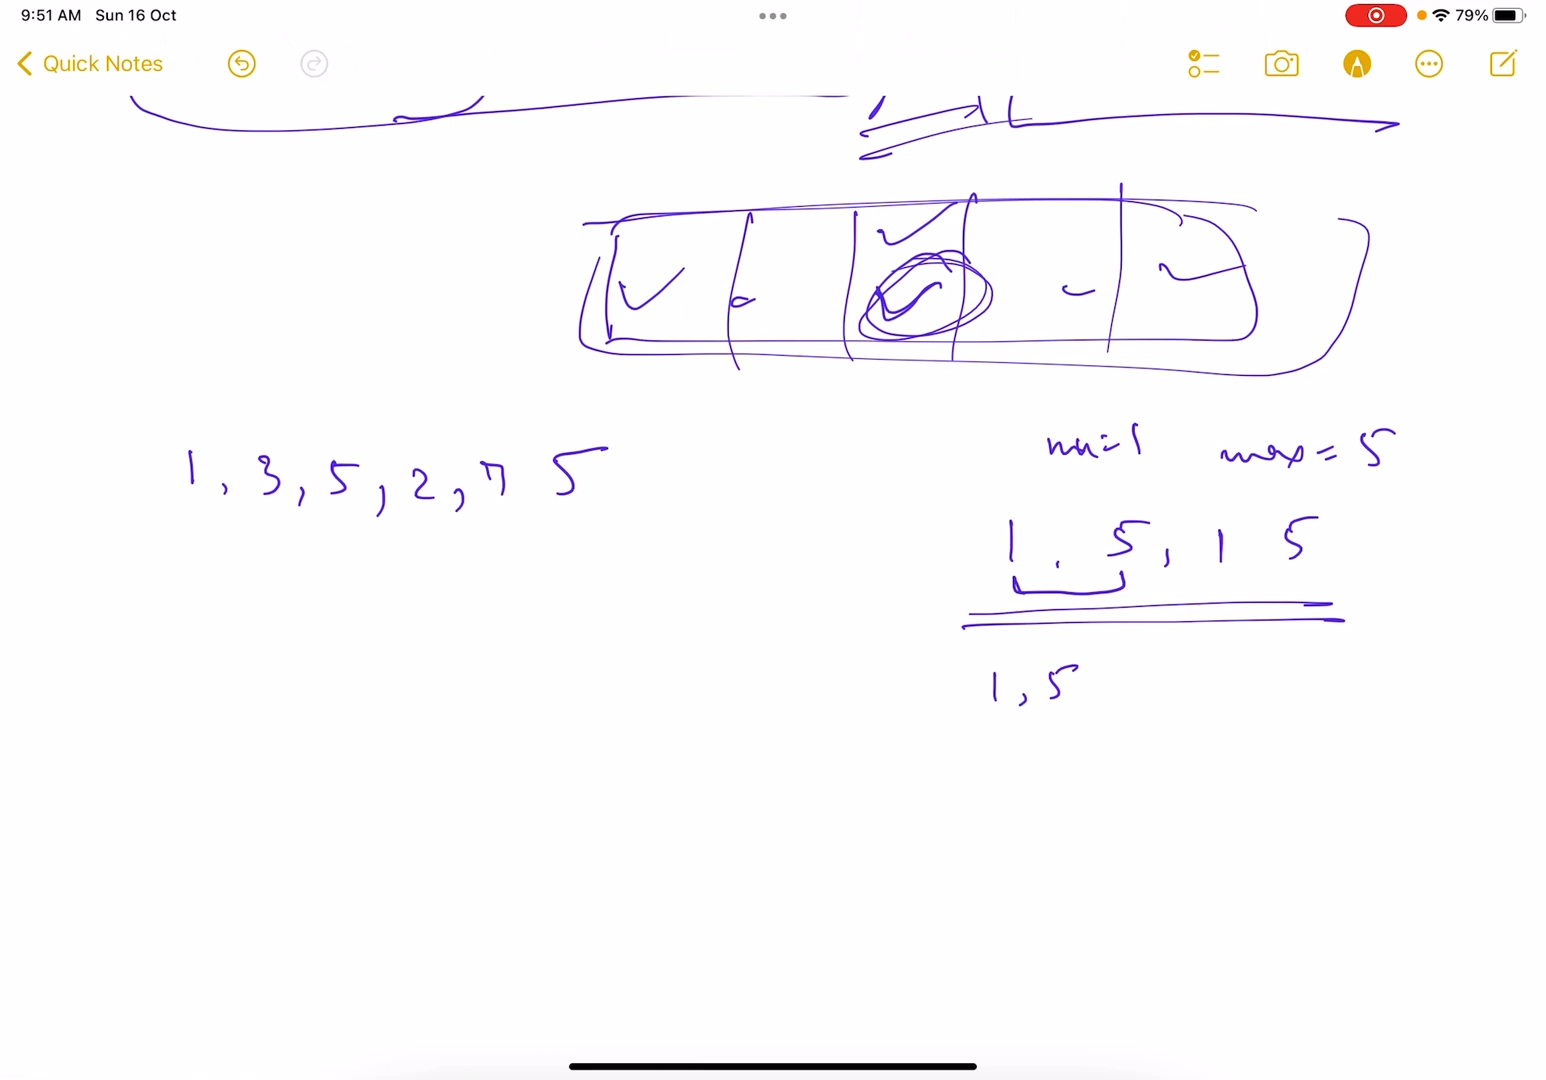 9:51 AM Sun 16 Oct
79%
Quick Notes
mn=1 max = 5
1, 3, 5, 2, 7 5
1 . 5, 1 5
1, 5